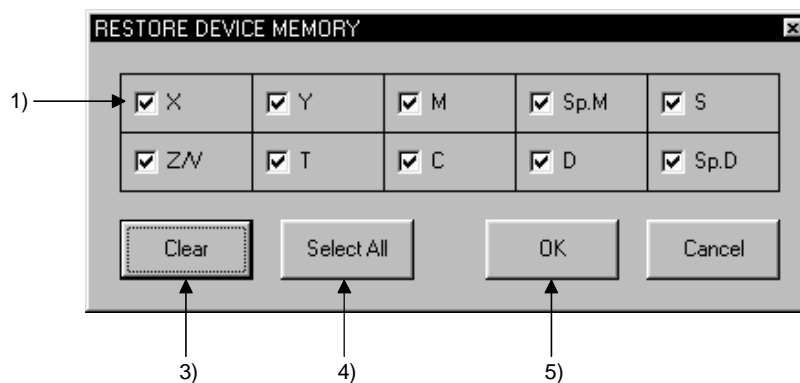 RESTORE DEVICE MEMORY
1) X Y M Sp.M S
Z/V T C D Sp.D
Clear Select All OK Cancel
3) 4) 5)